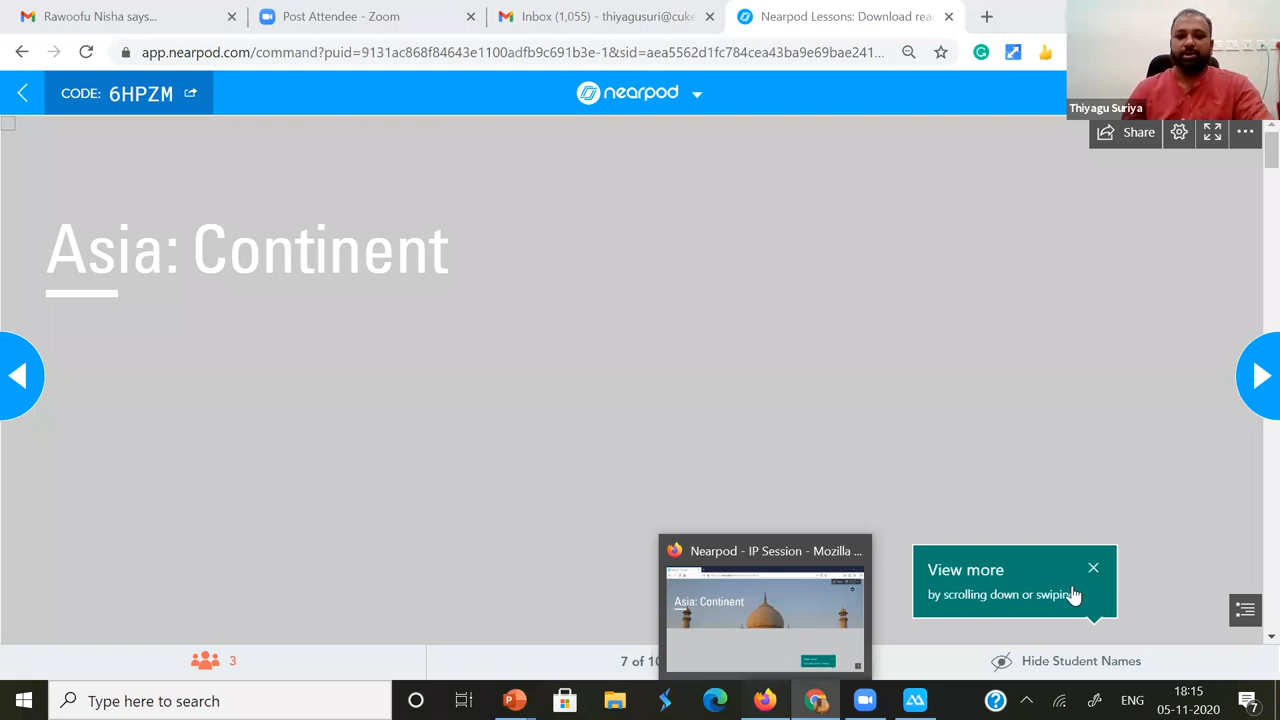 Rawoofu Nisha says...
Post Attendee - Zoom
Inbox (1,055) - thiyagusuri@cuke
Nearpod Lessons: Download rea
app.nearpod.com/command?puid=9131ac868f84643e1100adfb9c91b3e-1&sid=aea5562d1fc784cea43ba9e69bae241...
Thiyagu Suriya
CODE: 6HPZM
nearpod
Share
Asia: Continent
Nearpod - IP Session - Mozilla ...
Asia: Continent
View more
by scrolling down or swipin
3
7 of 10
Hide Student Names
Type here to search
ENG
18:15
05-11-2020
7